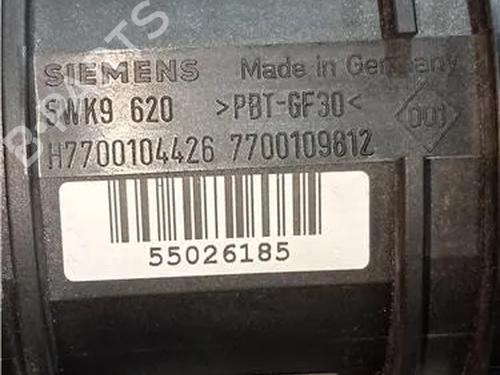 SIEMENS Made in Germany
5WK9 620 >PBT-GF30< 001
H7700104426 7700109812
55026185